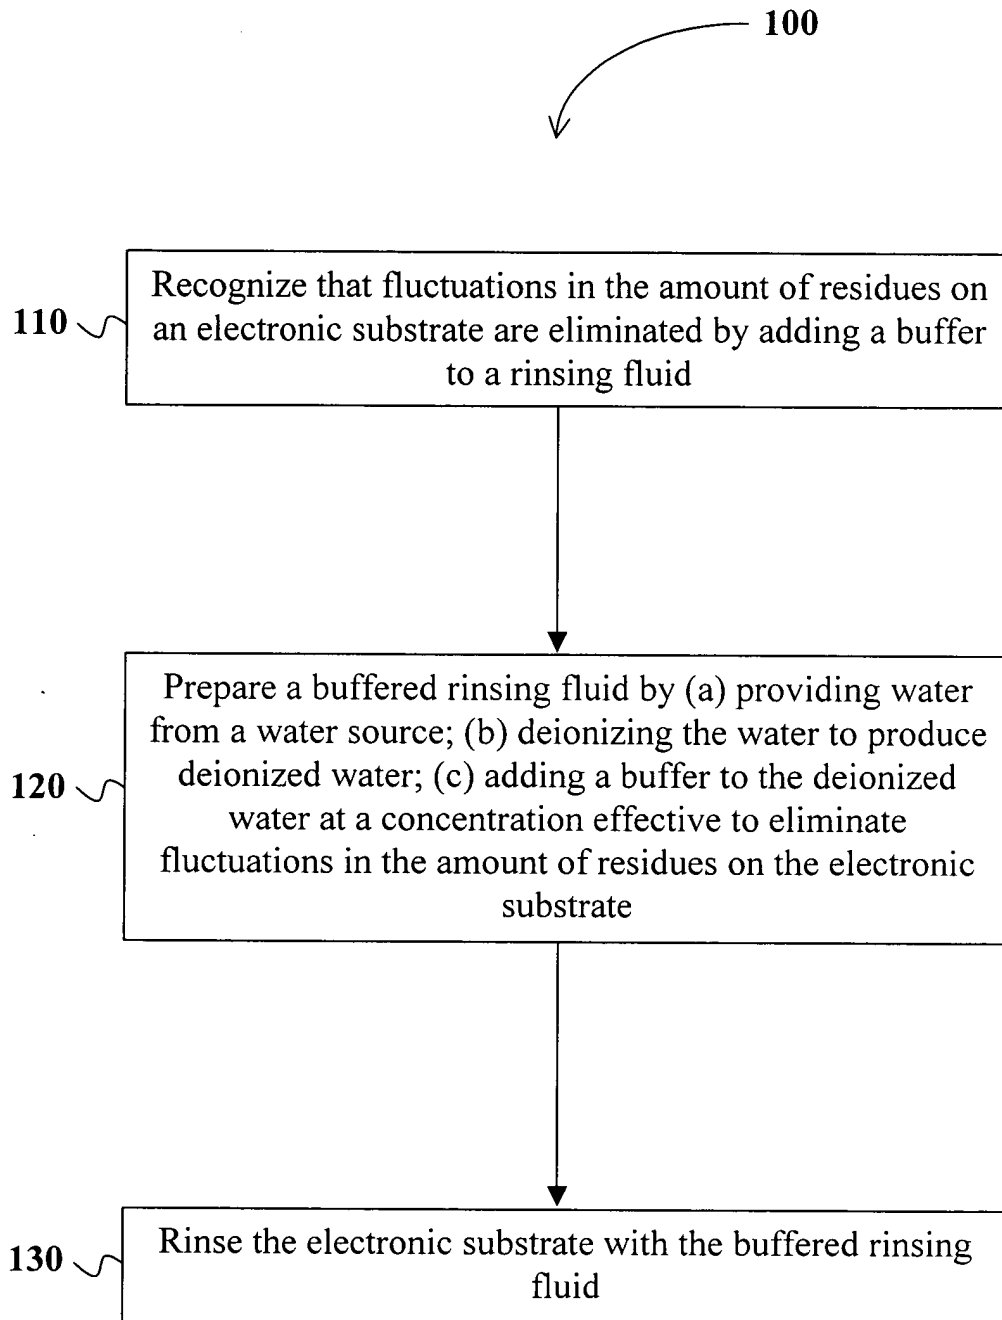 100
110
Recognize that fluctuations in the amount of residues on
an electronic substrate are eliminated by adding a buffer
to a rinsing fluid
120
Prepare a buffered rinsing fluid by (a) providing water
from a water source; (b) deionizing the water to produce
deionized water; (c) adding a buffer to the deionized
water at a concentration effective to eliminate
fluctuations in the amount of residues on the electronic
substrate
130
Rinse the electronic substrate with the buffered rinsing
fluid